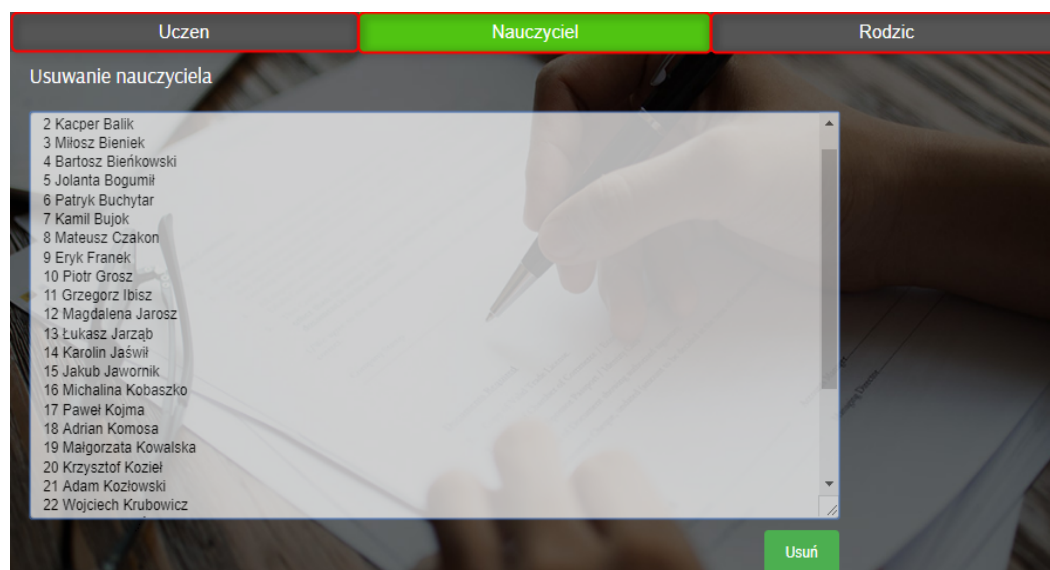 Uczen
Nauczyciel
Rodzic
Usuwanie nauczyciela
2 Kacper Balik
3 Miłosz Bieniek
4 Bartosz Bieńkowski
5 Jolanta Bogumił
6 Patryk Buchytar
7 Kamil Bujok
8 Mateusz Czakon
9 Eryk Franek
10 Piotr Grosz
11 Grzegorz Ibisz
12 Magdalena Jarosz
13 Łukasz Jarząb
14 Karolin Jaświł
15 Jakub Jawornik
16 Michalina Kobaszko
17 Paweł Kojma
18 Adrian Komosa
19 Małgorzata Kowalska
20 Krzysztof Kozieł
21 Adam Kozłowski
22 Wojciech Krubowicz
Usuń